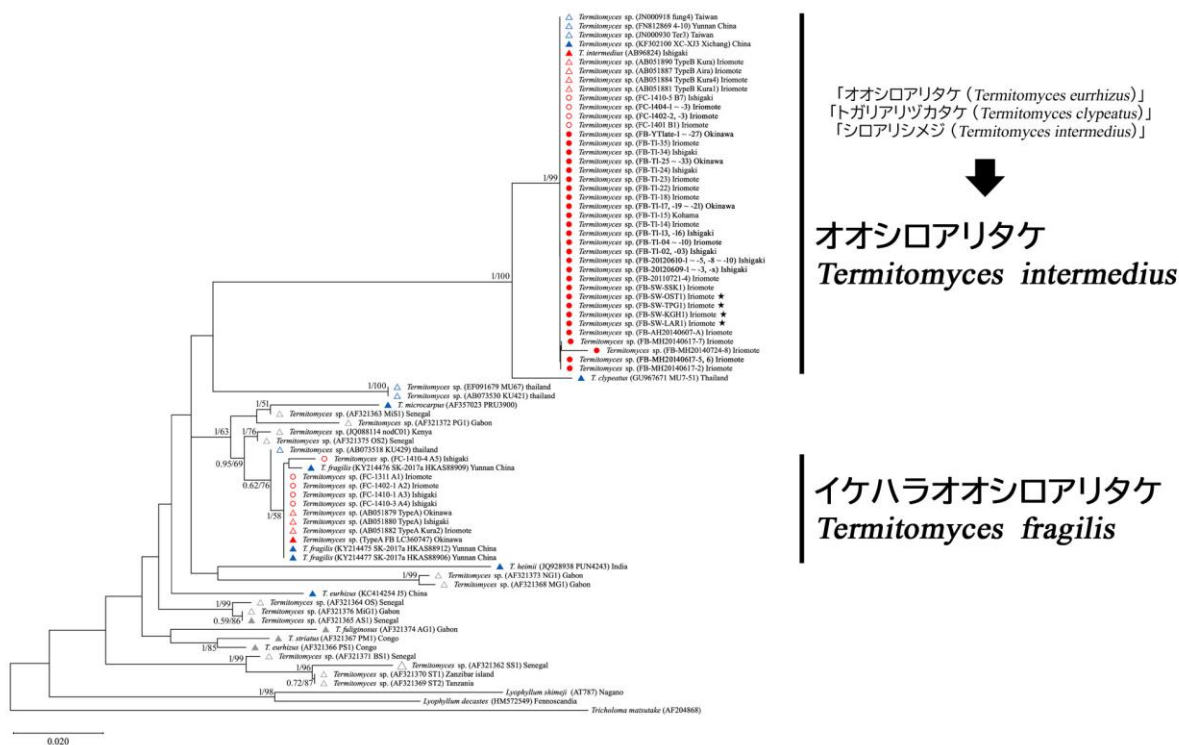 Termitomyces sp. (JN000918 fung4) Taiwan
Termitomyces sp. (FN812869 4-10) Yunnan China
Termitomyces sp. (JN000930 Ter3) Taiwan
Termitomyces sp. (KF302100 XC-XJ3 Xichang) China
T. intermedius (AB96824) Ishigaki
Termitomyces sp. (AB051890 TypeB Kura) Iriomote
Termitomyces sp. (AB051887 TypeB Aira) Iriomote
Termitomyces sp. (AB051884 TypeB Kura4) Iriomote
Termitomyces sp. (AB051881 TypeB Kura1) Iriomote
Termitomyces sp. (FC-1410-5 B7) Ishigaki
Termitomyces sp. (FC-1404-1 ~ -3) Iriomote
Termitomyces sp. (FC-1402-2, -3) Iriomote
Termitomyces sp. (FC-1401 B1) Iriomote
Termitomyces sp. (FB-YTlate-1 ~ -27) Okinawa
Termitomyces sp. (FB-TI-35) Iriomote
Termitomyces sp. (FB-TI-34) Ishigaki
Termitomyces sp. (FB-TI-25 ~ -33) Okinawa
Termitomyces sp. (FB-TI-24) Ishigaki
Termitomyces sp. (FB-TI-23) Iriomote
Termitomyces sp. (FB-TI-22) Iriomote
Termitomyces sp. (FB-TI-18) Iriomote
1/99
Termitomyces sp. (FB-TI-17, -19 ~ -21) Okinawa
Termitomyces sp. (FB-TI-15) Kohama
Termitomyces sp. (FB-TI-14) Iriomote
Termitomyces sp. (FB-TI-13, -16) Ishigaki
Termitomyces sp. (FB-TI-04 ~ -10) Iriomote
Termitomyces sp. (FB-TI-02, -03) Ishigaki
Termitomyces sp. (FB-20120610-1 ~ -5, -8 ~ -10) Ishigaki
Termitomyces sp. (FB-20120609-1 ~ -3, -x) Ishigaki
1/100
Termitomyces sp. (FB-20110721-4) Iriomote
Termitomyces sp. (FB-SW-SSK1) Iriomote
Termitomyces sp. (FB-SW-OST1) Iriomote ★
Termitomyces sp. (FB-SW-TPG1) Iriomote ★
Termitomyces sp. (FB-SW-KGH1) Iriomote ★
Termitomyces sp. (FB-SW-LAR1) Iriomote ★
Termitomyces sp. (FB-AH20140607-A) Iriomote
Termitomyces sp. (FB-MH20140617-7) Iriomote
Termitomyces sp. (FB-MH20140724-8) Iriomote
Termitomyces sp. (FB-MH20140617-5, 6) Iriomote
Termitomyces sp. (FB-MH20140617-2) Iriomote
T. clypeatus (GU967671 MU7-51) Thailand
1/100
Termitomyces sp. (EF091679 MU67) thailand
Termitomyces sp. (AB073530 KU421) thailand
T. microcarpus (AF357023 PRU3900)
1/51
Termitomyces sp. (AF321363 MiS1) Senegal
Termitomyces sp. (AF321372 PG1) Gabon
1/63
1/76
Termitomyces sp. (JQ088114 nodC01) Kenya
Termitomyces sp. (AF321375 OS2) Senegal
Termitomyces sp. (AB073518 KU429) thailand
0.95/69
Termitomyces sp. (FC-1410-4 A5) Ishigaki
T. fragilis (KY214476 SK-2017a HKAS88909) Yunnan China
0.62/76
Termitomyces sp. (FC-1311 A1) Iriomote
Termitomyces sp. (FC-1402-1 A2) Iriomote
Termitomyces sp. (FC-1410-1 A3) Ishigaki
Termitomyces sp. (FC-1410-3 A4) Ishigaki
1/58
Termitomyces sp. (AB051879 TypeA) Okinawa
Termitomyces sp. (AB051880 TypeA) Ishigaki
Termitomyces sp. (AB051882 TypeA Kura2) Iriomote
Termitomyces sp. (TypeA FB LC360747) Okinawa
T. fragilis (KY214475 SK-2017a HKAS88912) Yunnan China
T. fragilis (KY214477 SK-2017a HKAS88906) Yunnan China
T. heimii (JQ928938 PUN4243) India
1/99
Termitomyces sp. (AF321373 NG1) Gabon
Termitomyces sp. (AF321368 MG1) Gabon
T. eurhizus (KC414254 J5) China
1/99
Termitomyces sp. (AF321364 OS) Senegal
Termitomyces sp. (AF321376 MiG1) Gabon
0.59/86
Termitomyces sp. (AF321365 AS1) Senegal
T. fuliginosus (AF321374 AG1) Gabon
T. striatus (AF321367 PM1) Congo
1/85
T. eurhizus (AF321366 PS1) Congo
1/99
Termitomyces sp. (AF321371 BS1) Senegal
1/96
Termitomyces sp. (AF321362 SS1) Senegal
Termitomyces sp. (AF321370 ST1) Zanzibar island
0.72/87
Termitomyces sp. (AF321369 ST2) Tanzania
1/98
Lyophyllum shimeji (AT787) Nagano
Lyophyllum decastes (HM572549) Fennoscandia
Tricholoma matsutake (AF204868)
0.020
「オオシロアリタケ (Termitomyces eurrhizus)」
「トガリアリヅカタケ (Termitomyces clypeatus)」
「シロアリシメジ (Termitomyces intermedius)」
オオシロアリタケ
Termitomyces intermedius
イケハラオオシロアリタケ
Termitomyces fragilis